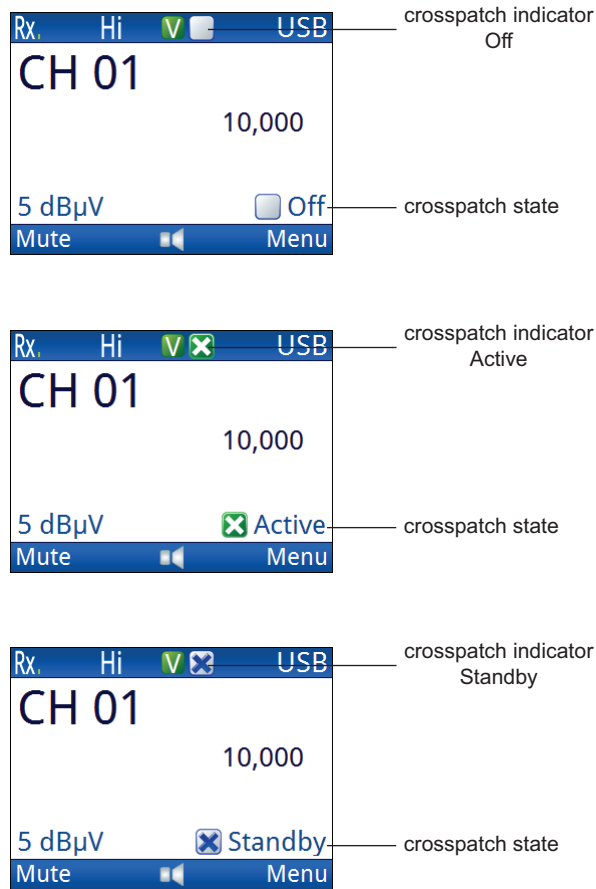 Rx. Hi V USB
crosspatch indicator
Off
CH 01
10,000
5 dBµV Off
crosspatch state
Mute Menu
Rx. Hi V USB
crosspatch indicator
Active
CH 01
10,000
5 dBµV Active
crosspatch state
Mute Menu
Rx. Hi V USB
crosspatch indicator
Standby
CH 01
10,000
5 dBµV Standby
crosspatch state
Mute Menu